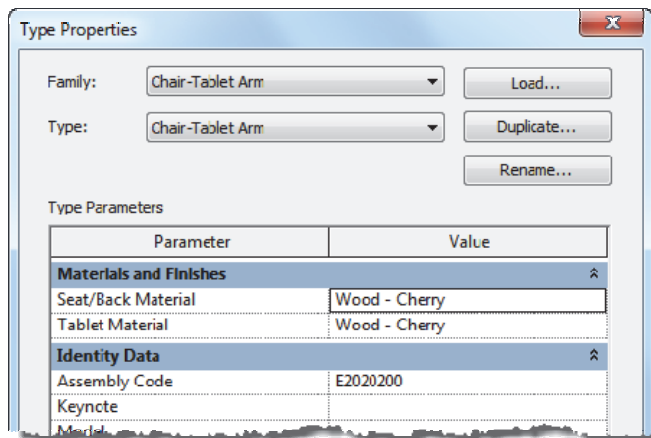 Type Properties
Family: Chair-Tablet Arm Load...
Type: Chair-Tablet Arm Duplicate...
Rename...
Type Parameters
Parameter Value
Materials and Finishes
Seat/Back Material Wood - Cherry
Tablet Material Wood - Cherry
Identity Data
Assembly Code E2020200
Keynote
Model